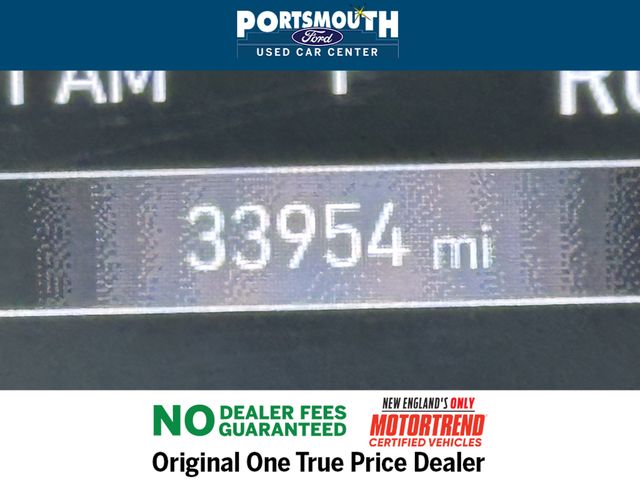 PORTSMOUTH
Ford
USED CAR CENTER
AM
33954 mi
NO DEALER FEES
GUARANTEED
NEW ENGLAND'S ONLY
MOTORTREND
CERTIFIED VEHICLES
Original One True Price Dealer